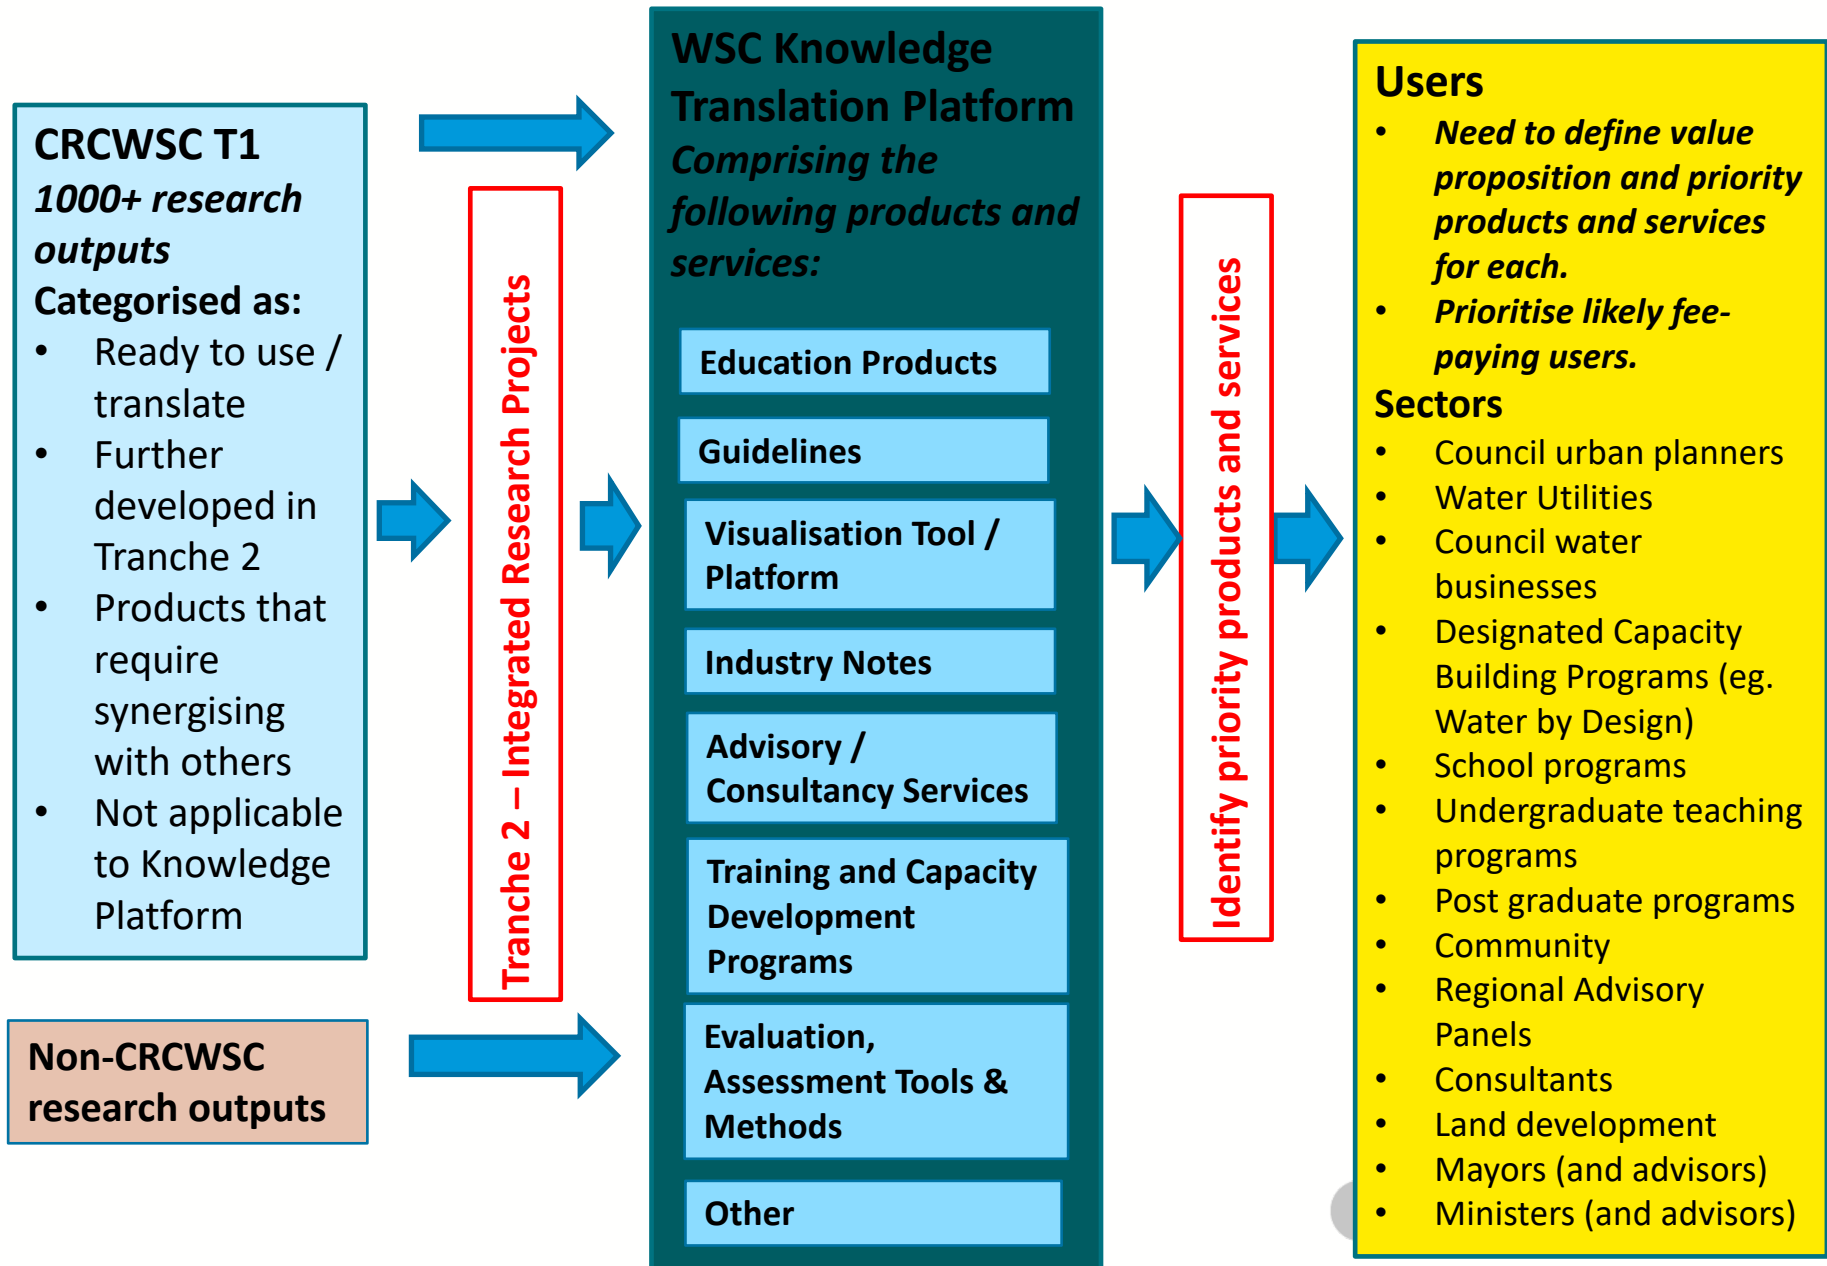 CRCWSC T1
1000+ research
outputs
Categorised as:
• Ready to use /
translate
• Further
developed in
Tranche 2
• Products that
require
synergising
with others
• Not applicable
to Knowledge
Platform
Non-CRCWSC
research outputs
Tranche 2 – Integrated Research Projects
WSC Knowledge
Translation Platform
Comprising the
following products and
services:
Education Products
Guidelines
Visualisation Tool /
Platform
Industry Notes
Advisory /
Consultancy Services
Training and Capacity
Development
Programs
Evaluation,
Assessment Tools &
Methods
Other
Identify priority products and services
Users
• Need to define value
proposition and priority
products and services
for each.
• Prioritise likely fee-
paying users.
Sectors
• Council urban planners
• Water Utilities
• Council water
businesses
• Designated Capacity
Building Programs (eg.
Water by Design)
• School programs
• Undergraduate teaching
programs
• Post graduate programs
• Community
• Regional Advisory
Panels
• Consultants
• Land development
• Mayors (and advisors)
• Ministers (and advisors)